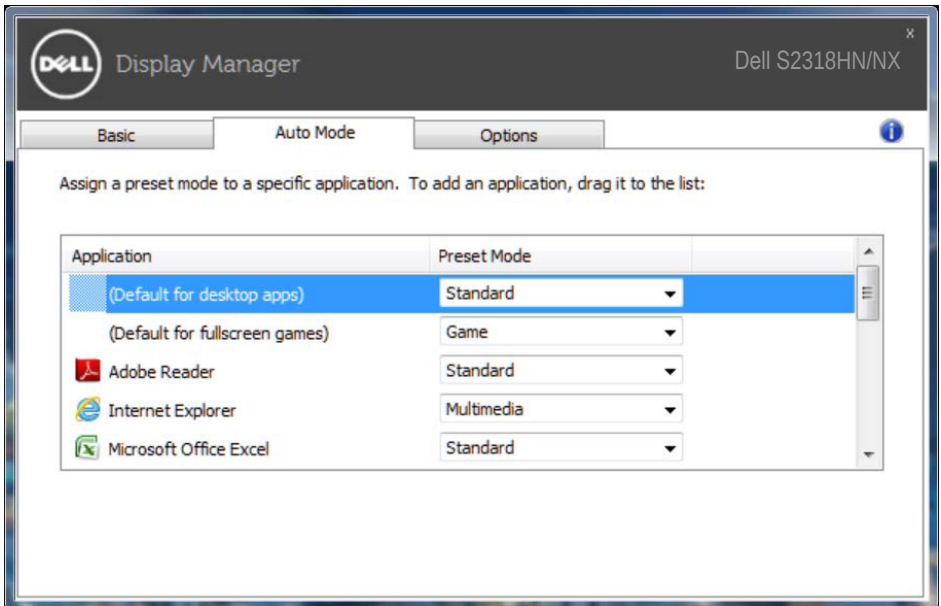 x
DELL Display Manager Dell S2318HN/NX
Basic Auto Mode Options i
Assign a preset mode to a specific application. To add an application, drag it to the list:
Application Preset Mode
(Default for desktop apps) Standard
(Default for fullscreen games) Game
Adobe Reader Standard
Internet Explorer Multimedia
Microsoft Office Excel Standard